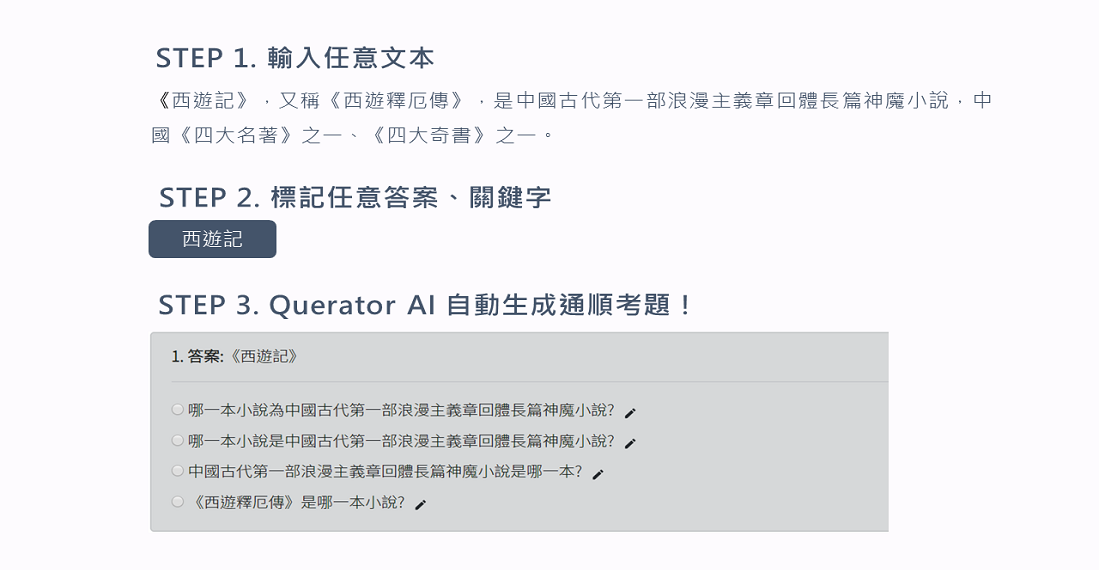 STEP 1. 輸入任意文本
《西遊記》，又稱《西遊釋厄傳》，是中國古代第一部浪漫主義章回體長篇神魔小說，中
國《四大名著》之一、《四大奇書》之一。
STEP 2. 標記任意答案、關鍵字
西遊記
STEP 3. Querator AI 自動生成通順考題！
1. 答案:《西遊記》
哪一本小說為中國古代第一部浪漫主義章回體長篇神魔小說?
哪一本小說是中國古代第一部浪漫主義章回體長篇神魔小說?
中國古代第一部浪漫主義章回體長篇神魔小說是哪一本?
《西遊釋厄傳》是哪一本小說?